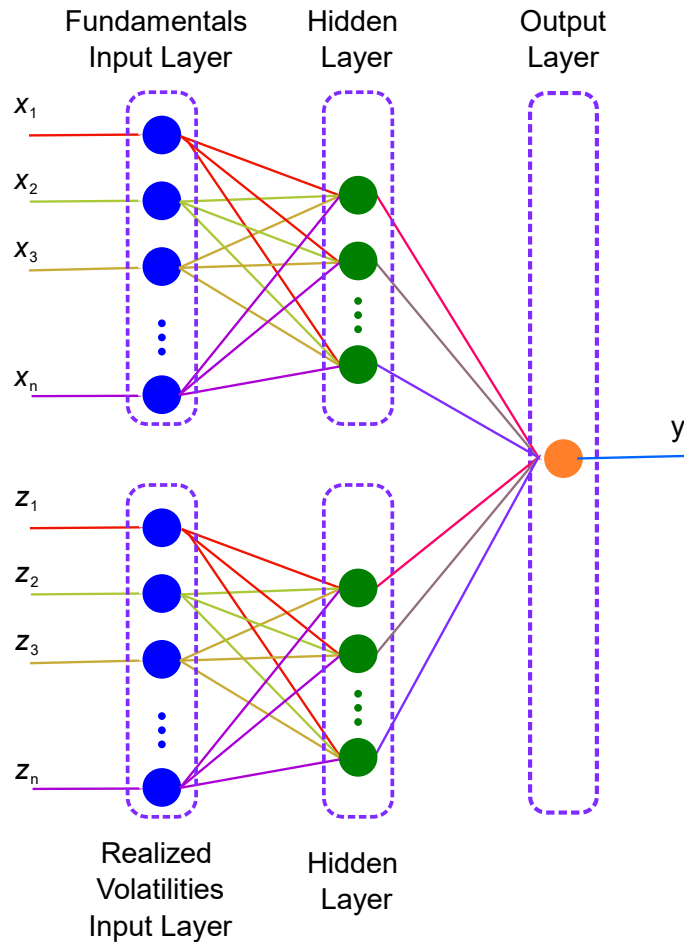 Fundamentals
Input Layer
Hidden
Layer
Output
Layer
x₁
x₂
x₃
xₙ
y
z₁
z₂
z₃
zₙ
Realized
Volatilities
Input Layer
Hidden
Layer